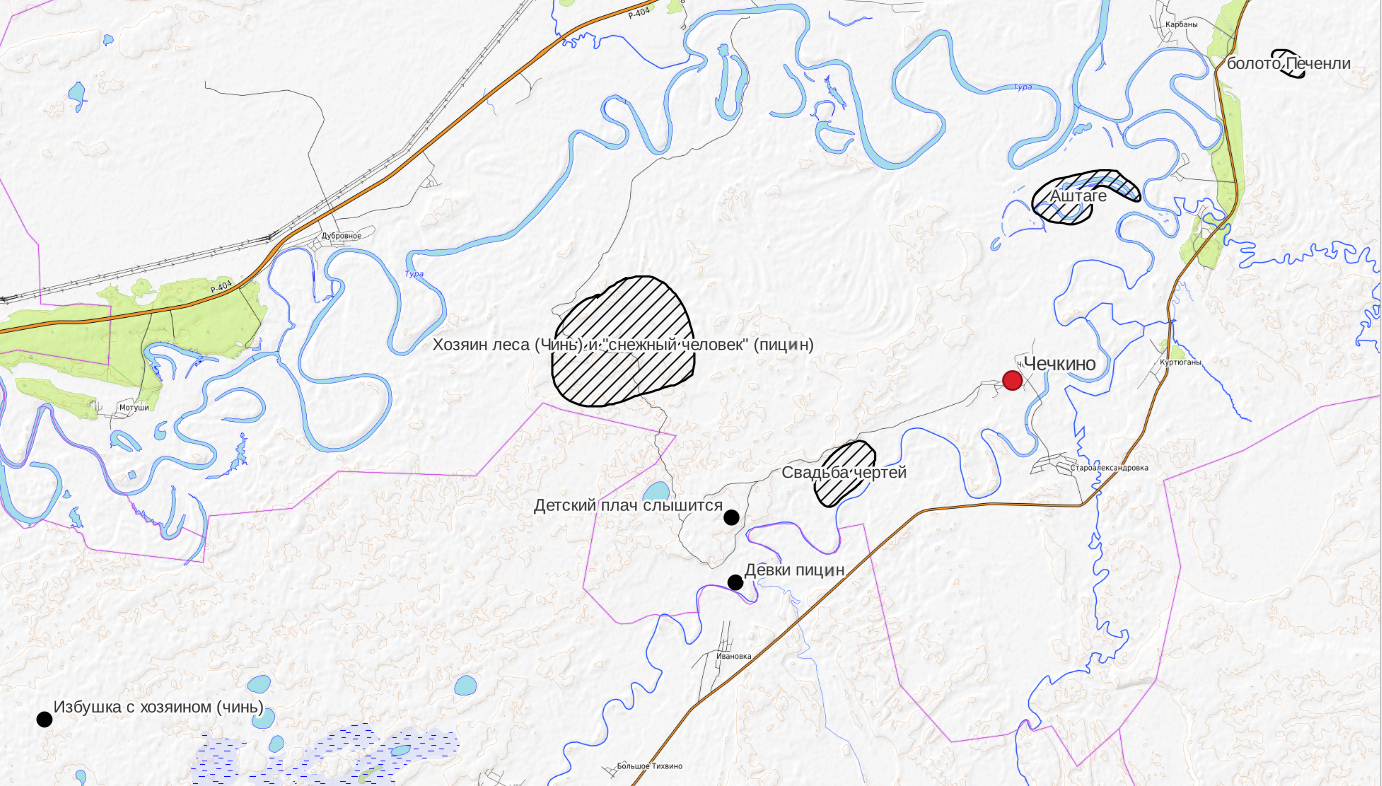 Р-404
Карбаны
болото Печенли
Тура
Аштаге
Дубровное
Тура
Р-404
Хозяин леса (Чинь) и "снежный человек" (пицин)
Чечкино
Куртюганы
Мотуши
Свадьба чертей
Староалександровка
Детский плач слышится
Девки пицин
Ивановка
Избушка с хозяином (чинь)
Большое Тихвино